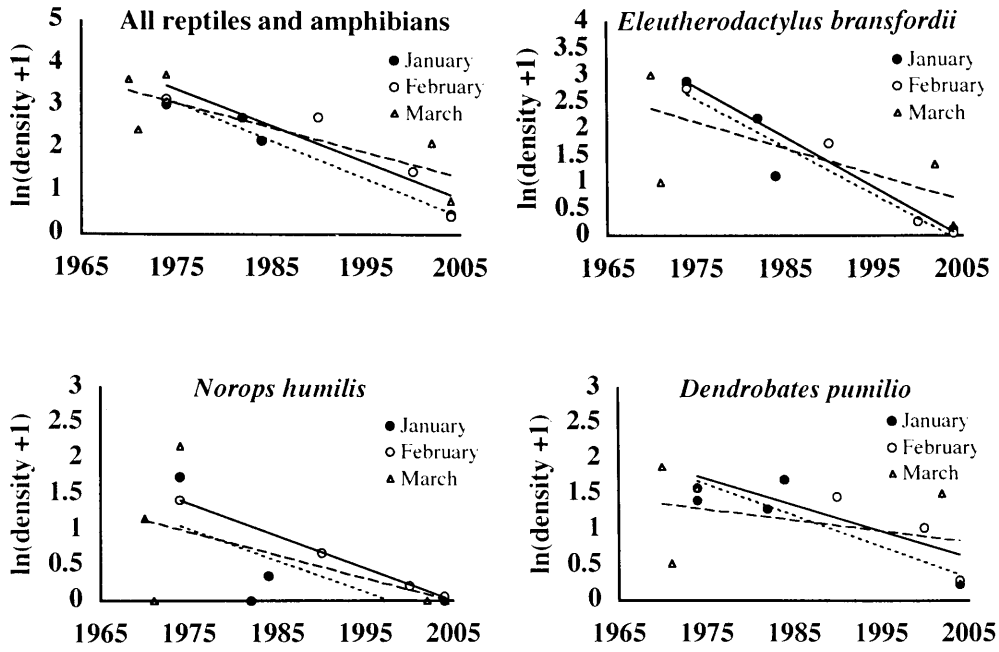 All reptiles and amphibians
ln(density +1)
5
4
3
2
1
0
1965 1975 1985 1995 2005
January
February
March
Eleutherodactylus bransfordii
ln(density +1)
4
3.5
3
2.5
2
1.5
1
0.5
0
1965 1975 1985 1995 2005
January
February
March
Norops humilis
ln(density +1)
3
2.5
2
1.5
1
0.5
0
1965 1975 1985 1995 2005
January
February
March
Dendrobates pumilio
ln(density +1)
3
2.5
2
1.5
1
0.5
0
1965 1975 1985 1995 2005
January
February
March